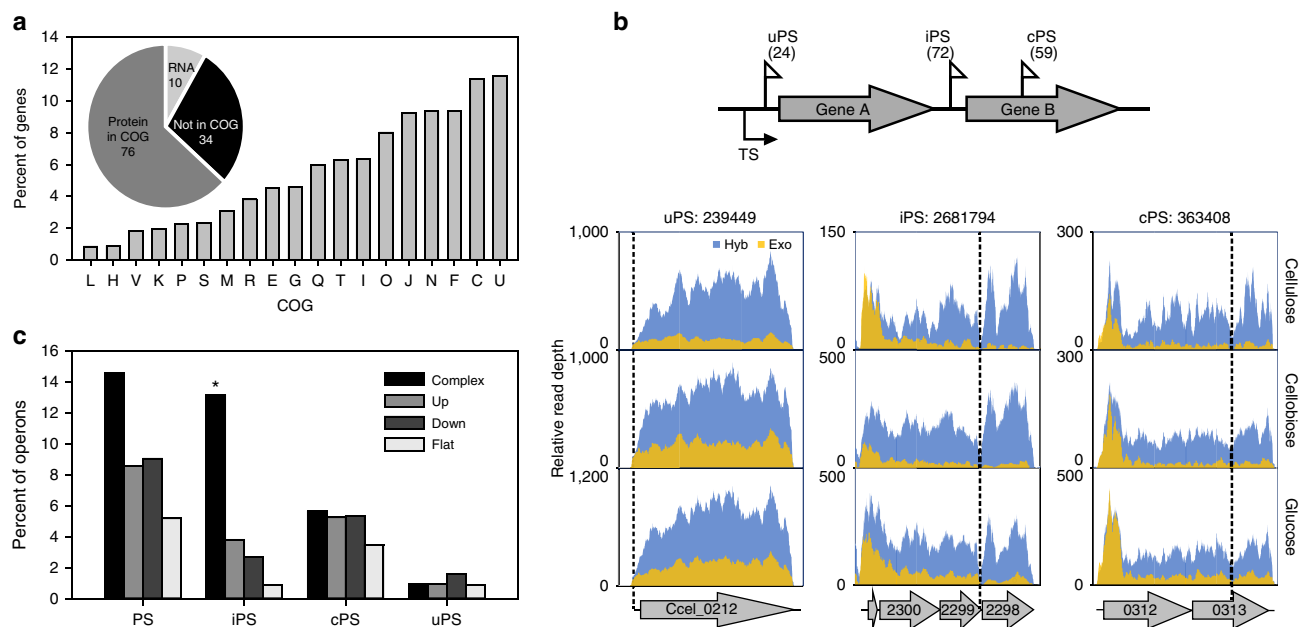 a
14
12
10
8
6
4
2
0
Percent of genes
RNA
10
Protein
in COG
76
Not in COG
34
L H V K P S M R E G Q T I O J N F C U
COG
b
uPS
(24)
iPS
(72)
cPS
(59)
Gene A
Gene B
TS
uPS: 239449
iPS: 2681794
cPS: 363408
Hyb Exo
Relative read depth
1,000
0
1,000
0
1,200
0
150
0
500
0
500
0
300
0
300
0
500
0
Cellulose
Cellobiose
Glucose
Ccel_0212
2300
2299
2298
0312
0313
c
16
14
12
10
8
6
4
2
0
Percent of operons
*
Complex
Up
Down
Flat
PS iPS cPS uPS